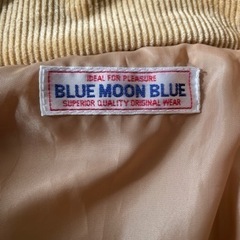 IDEAL FOR PLEASURE
BLUE MOON BLUE
SUPERIOR QUALITY ORIGINAL WEAR